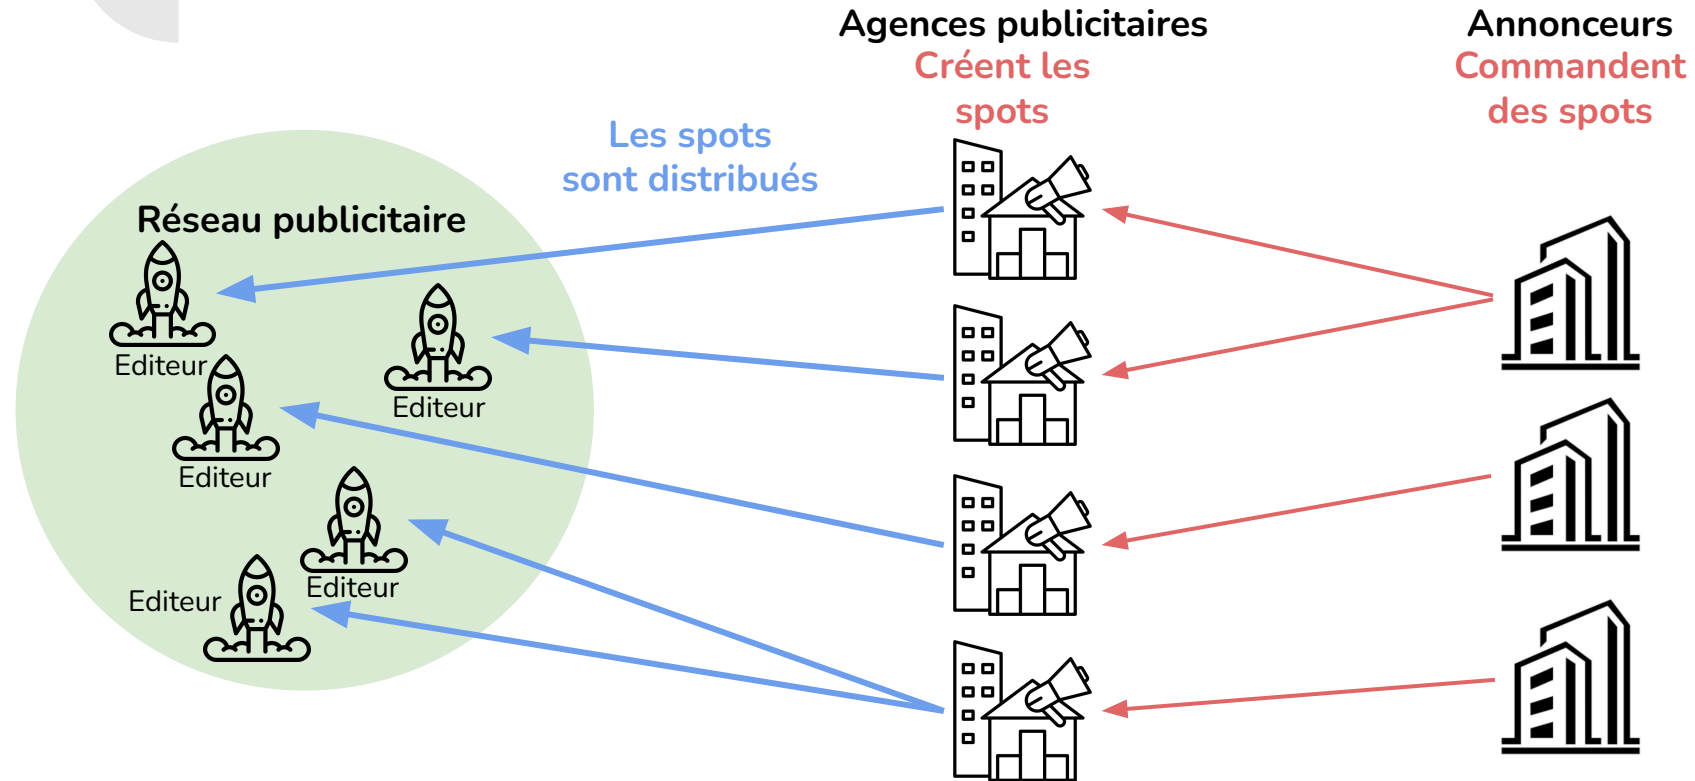 Agences publicitaires
Créent les
spots
Annonceurs
Commandent
des spots
Les spots
sont distribués
Réseau publicitaire
Editeur
Editeur
Editeur
Editeur
Editeur